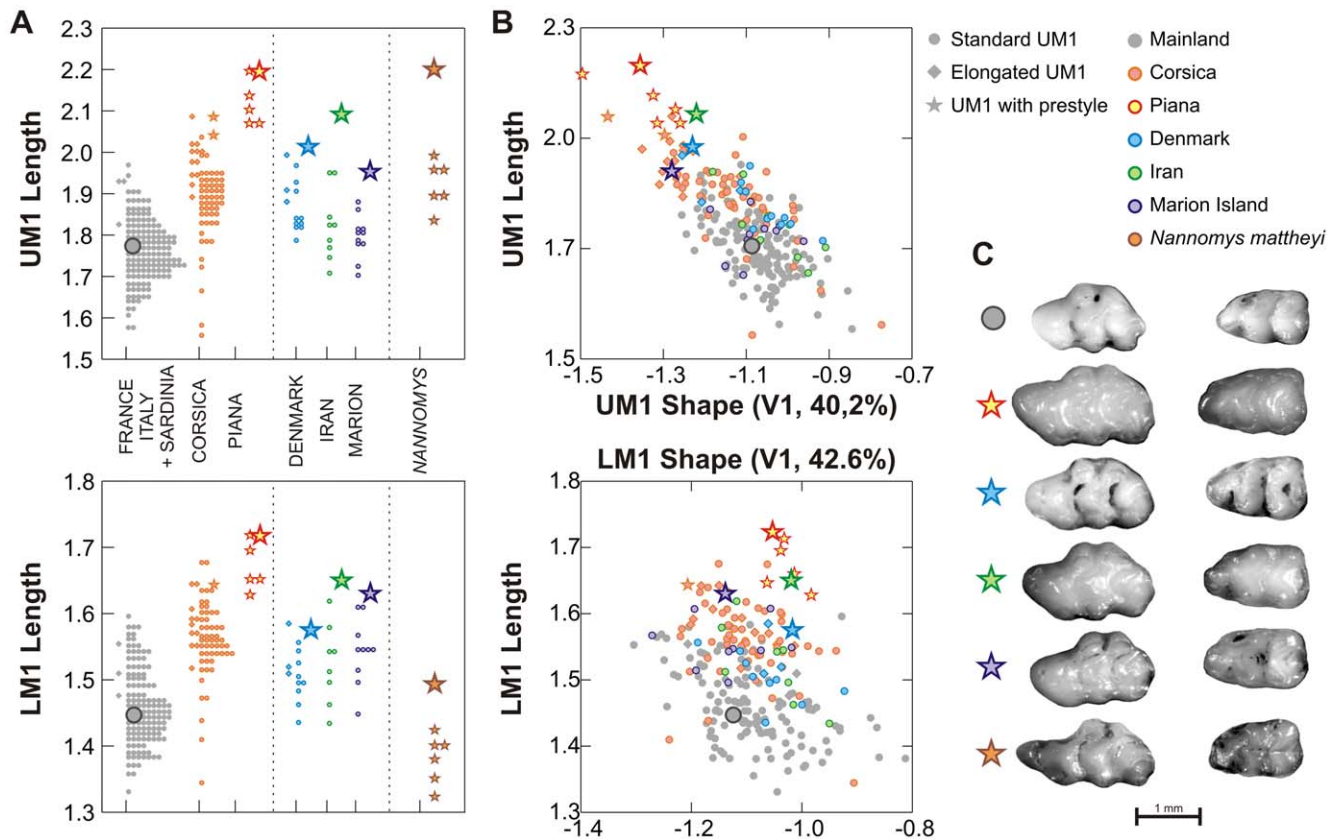 A
UM1 Length
2.3
2.2
2.1
2.0
1.9
1.8
1.7
1.6
1.5
FRANCE
ITALY
+ SARDINIA
CORSICA
PIANA
DENMARK
IRAN
MARION
NANNOMYS
LM1 Length
1.8
1.7
1.6
1.5
1.4
1.3
B
UM1 Length
2.3
2.0
1.7
1.5
-1.5
-1.3
-1.1
-0.9
-0.7
UM1 Shape (V1, 40,2%)
LM1 Shape (V1, 42.6%)
LM1 Length
1.8
1.7
1.6
1.5
1.4
1.3
-1.4
-1.2
-1.0
-0.8
Standard UM1
Elongated UM1
UM1 with prestyle
Mainland
Corsica
Piana
Denmark
Iran
Marion Island
Nannomys mattheyi
C
1 mm